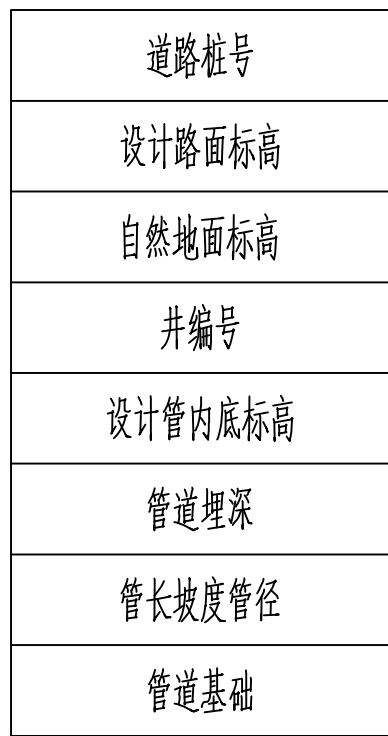 道路桩号
设计路面标高
自然地面标高
井编号
设计管内底标高
管道埋深
管长坡度管径
管道基础